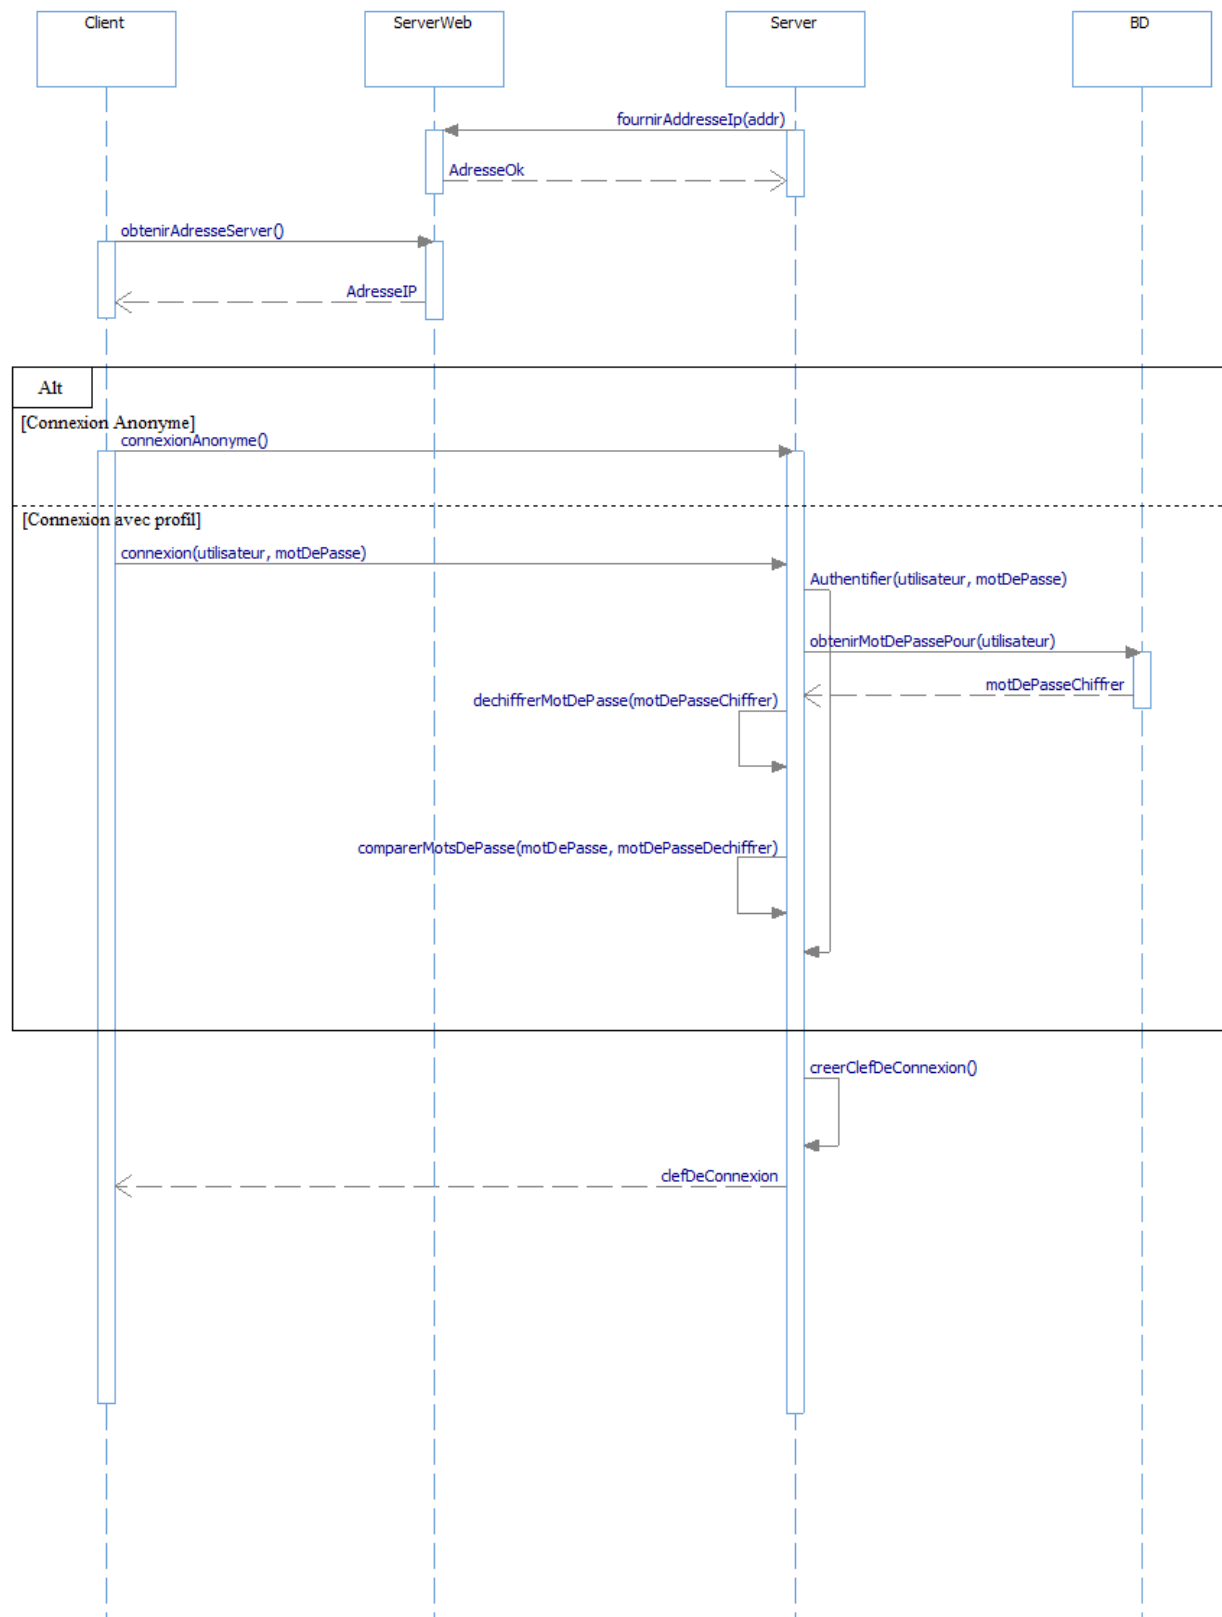 Client
ServerWeb
Server
BD
fournirAddresseIp(addr)
AdresseOk
obtenirAdresseServer()
AdresseIP
Alt
[Connexion Anonyme]
connexionAnonyme()
[Connexion avec profil]
connexion(utilisateur, motDePasse)
Authentifier(utilisateur, motDePasse)
obtenirMotDePassePour(utilisateur)
motDePasseChiffrer
dechiffrerMotDePasse(motDePasseChiffrer)
comparerMotsDePasse(motDePasse, motDePasseDechiffrer)
creerClefDeConnexion()
clefDeConnexion